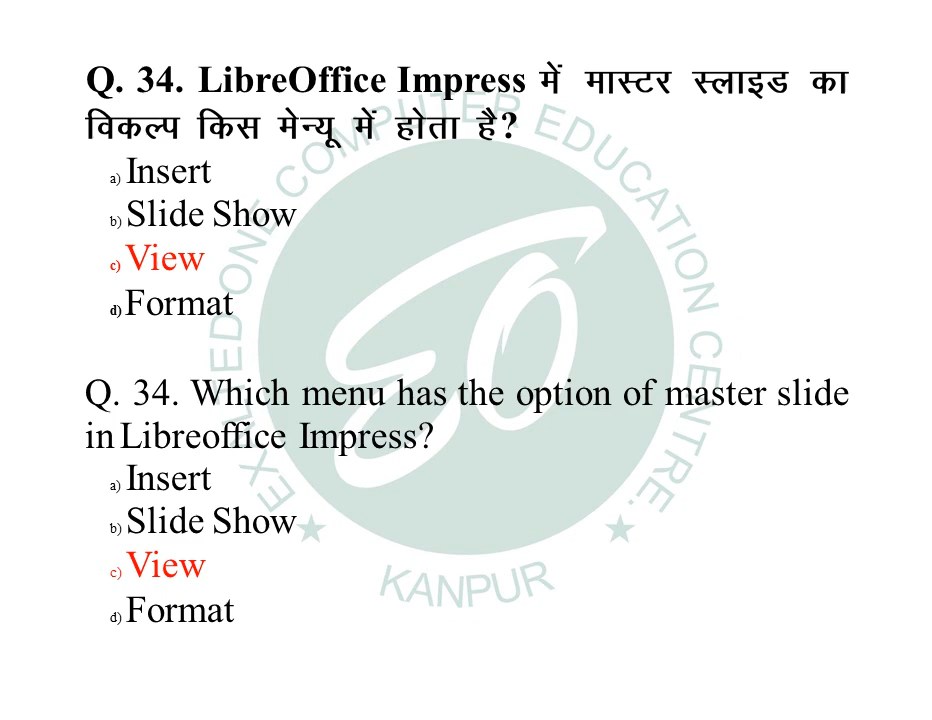 Q. 34. LibreOffice Impress में मास्टर स्लाइड का
विकल्प किस मेन्यू में होता है?
a) Insert
b) Slide Show
c) View
d) Format
Q. 34. Which menu has the option of master slide
in Libreoffice Impress?
a) Insert
b) Slide Show
c) View
d) Format
COMPUTER EDUCATION CENTRE.
KANPUR